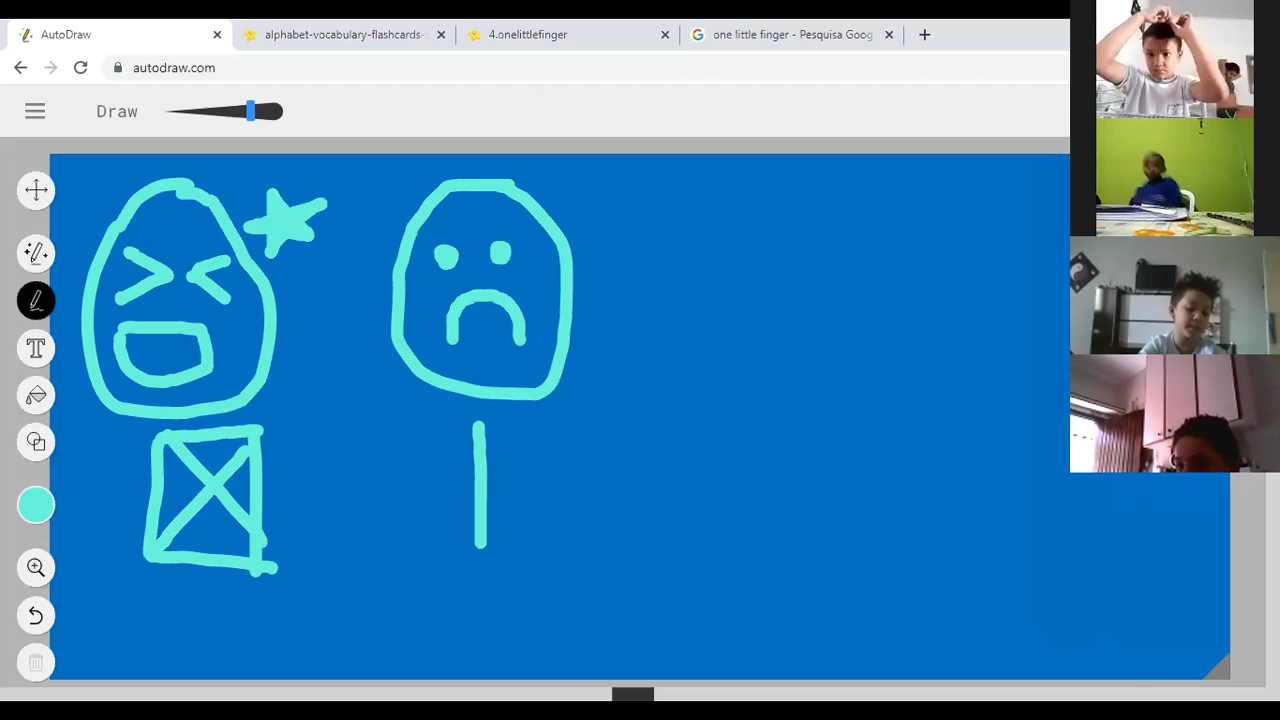 AutoDraw
alphabet-vocabulary-flashcards-
4.onelittlefinger
one little finger - Pesquisa Goog
autodraw.com
Draw